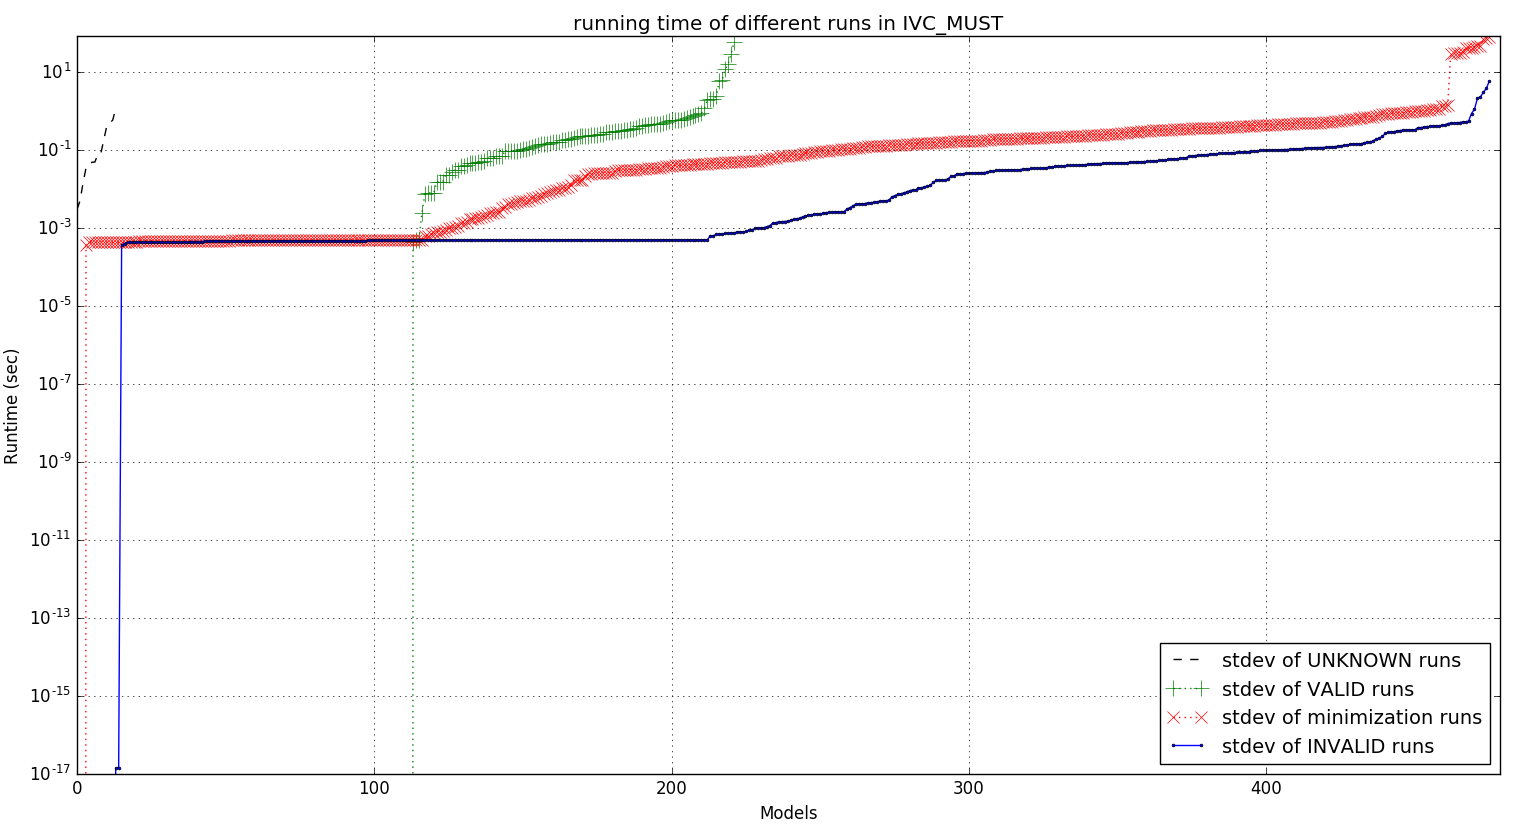 running time of different runs in IVC_MUST
Runtime (sec)
10^1
10^-1
10^-3
10^-5
10^-7
10^-9
10^-11
10^-13
10^-15
10^-17
0 100 200 300 400
Models
stdev of UNKNOWN runs
stdev of VALID runs
stdev of minimization runs
stdev of INVALID runs